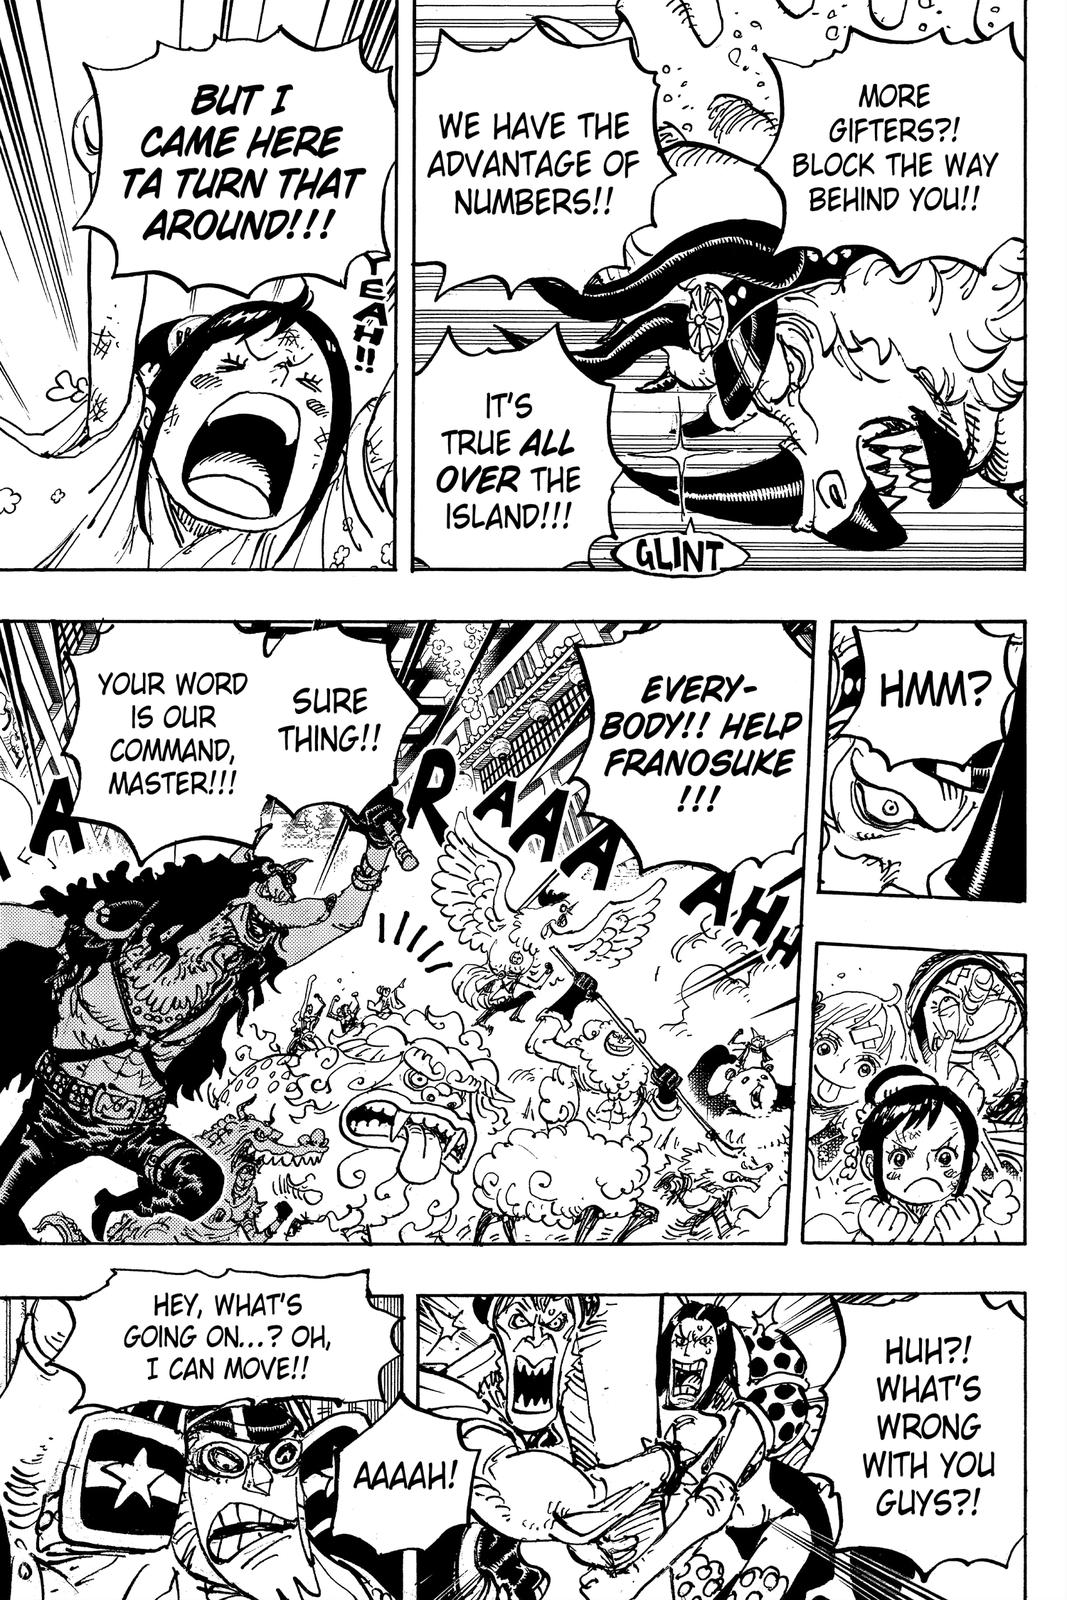 MORE
GIFTERS?!
BLOCK THE WAY
BEHIND YOU!!
WE HAVE THE
ADVANTAGE OF
NUMBERS!!
IT'S
TRUE ALL
OVER THE
ISLAND!!!
GLINT
BUT I
CAME HERE
TA TURN THAT
AROUND!!!
YEAH!!
HMM?
EVERY-
BODY!! HELP
FRANOSUKE
!!!
SURE
THING!!
YOUR WORD
IS OUR
COMMAND,
MASTER!!!
RAAAAHH
HUH?!
WHAT'S
WRONG
WITH YOU
GUYS?!
AAAAH!
HEY, WHAT'S
GOING ON...? OH,
I CAN MOVE!!